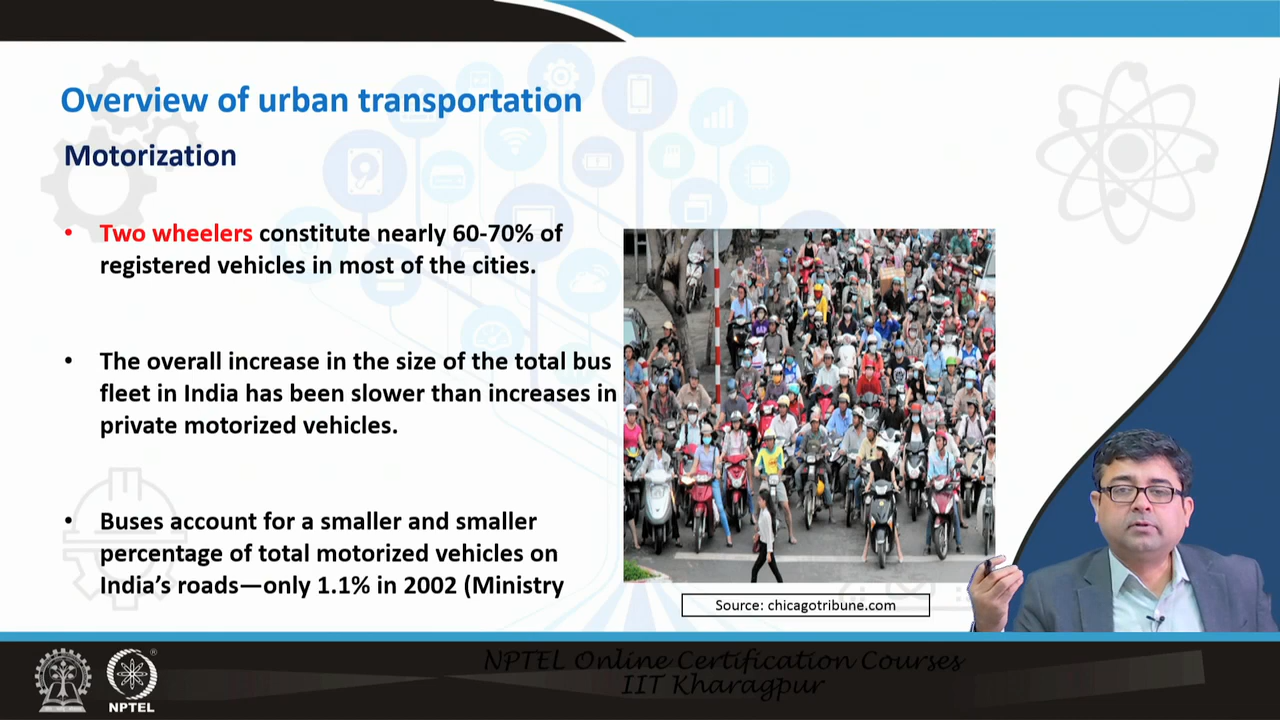 Overview of urban transportation
Motorization
• Two wheelers constitute nearly 60-70% of
registered vehicles in most of the cities.
• The overall increase in the size of the total bus
fleet in India has been slower than increases in
private motorized vehicles.
• Buses account for a smaller and smaller
percentage of total motorized vehicles on
India’s roads—only 1.1% in 2002 (Ministry
Source: chicagotribune.com
NPTEL Online Certification Courses
IIT Kharagpur
NPTEL